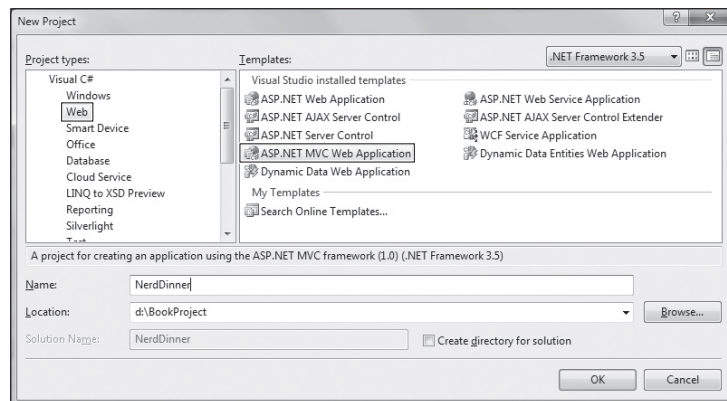 New Project
Project types:
Templates:
.NET Framework 3.5
Visual C#
Windows
Web
Smart Device
Office
Database
Cloud Service
LINQ to XSD Preview
Reporting
Silverlight
Test
Visual Studio installed templates
ASP.NET Web Application
ASP.NET Web Service Application
ASP.NET AJAX Server Control
ASP.NET AJAX Server Control Extender
ASP.NET Server Control
WCF Service Application
ASP.NET MVC Web Application
Dynamic Data Entities Web Application
Dynamic Data Web Application
My Templates
Search Online Templates...
A project for creating an application using the ASP.NET MVC framework (1.0) (.NET Framework 3.5)
Name:
NerdDinner
Location:
d:\BookProject
Browse...
Solution Name:
NerdDinner
Create directory for solution
OK
Cancel